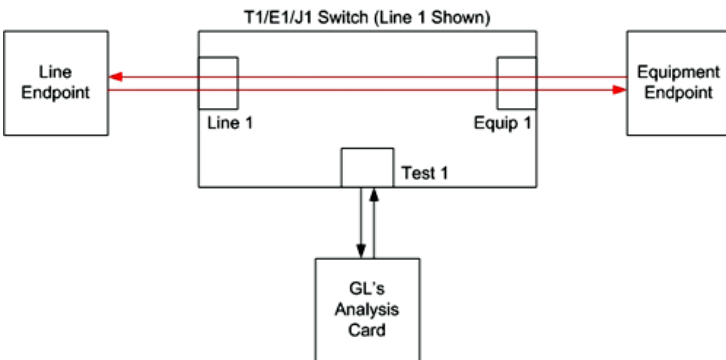 T1/E1/J1 Switch (Line 1 Shown)
Line
Endpoint
Equipment
Endpoint
Line 1
Equip 1
Test 1
GL's
Analysis
Card